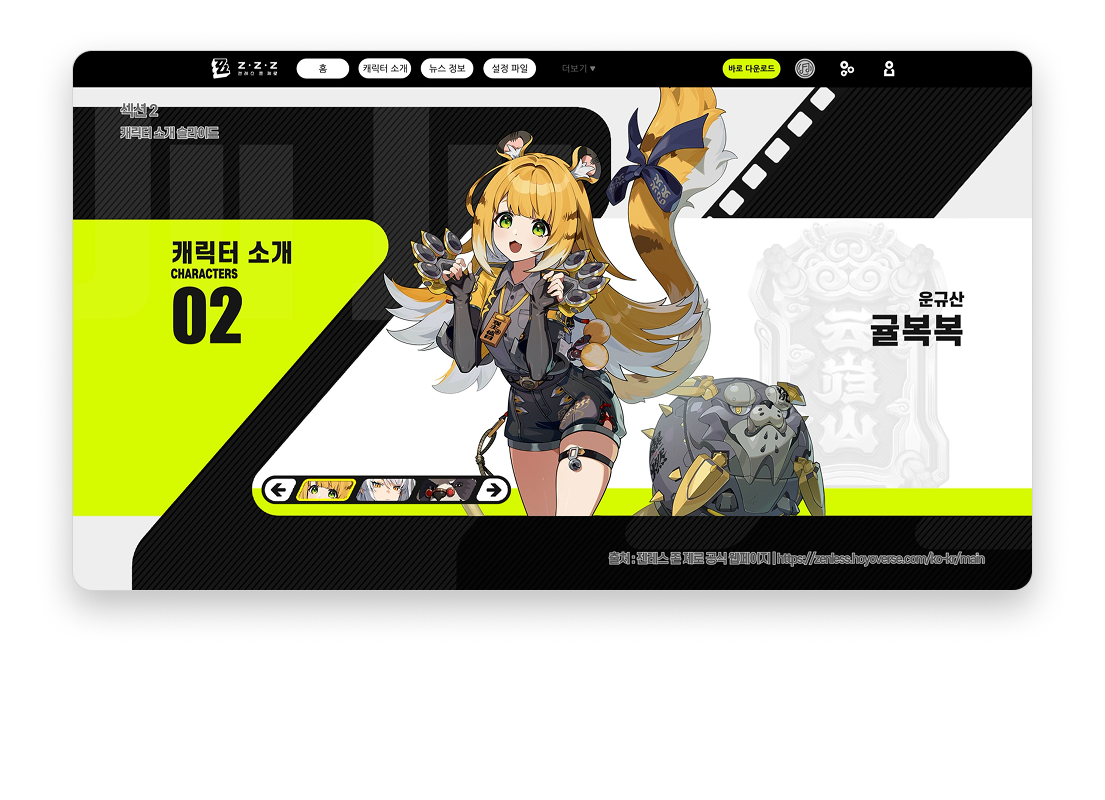 Z·Z·Z
젠레스 존 제로
홈
캐릭터 소개
뉴스 정보
설정 파일
더보기 ▼
바로 다운로드
섹션 2
캐릭터 소개 슬라이드
캐릭터 소개
CHARACTERS
02
운규산
귤복복
출처 : 젠레스 존 제로 공식 웹페이지 | https://zenless.hoyoverse.com/ko-kr/main